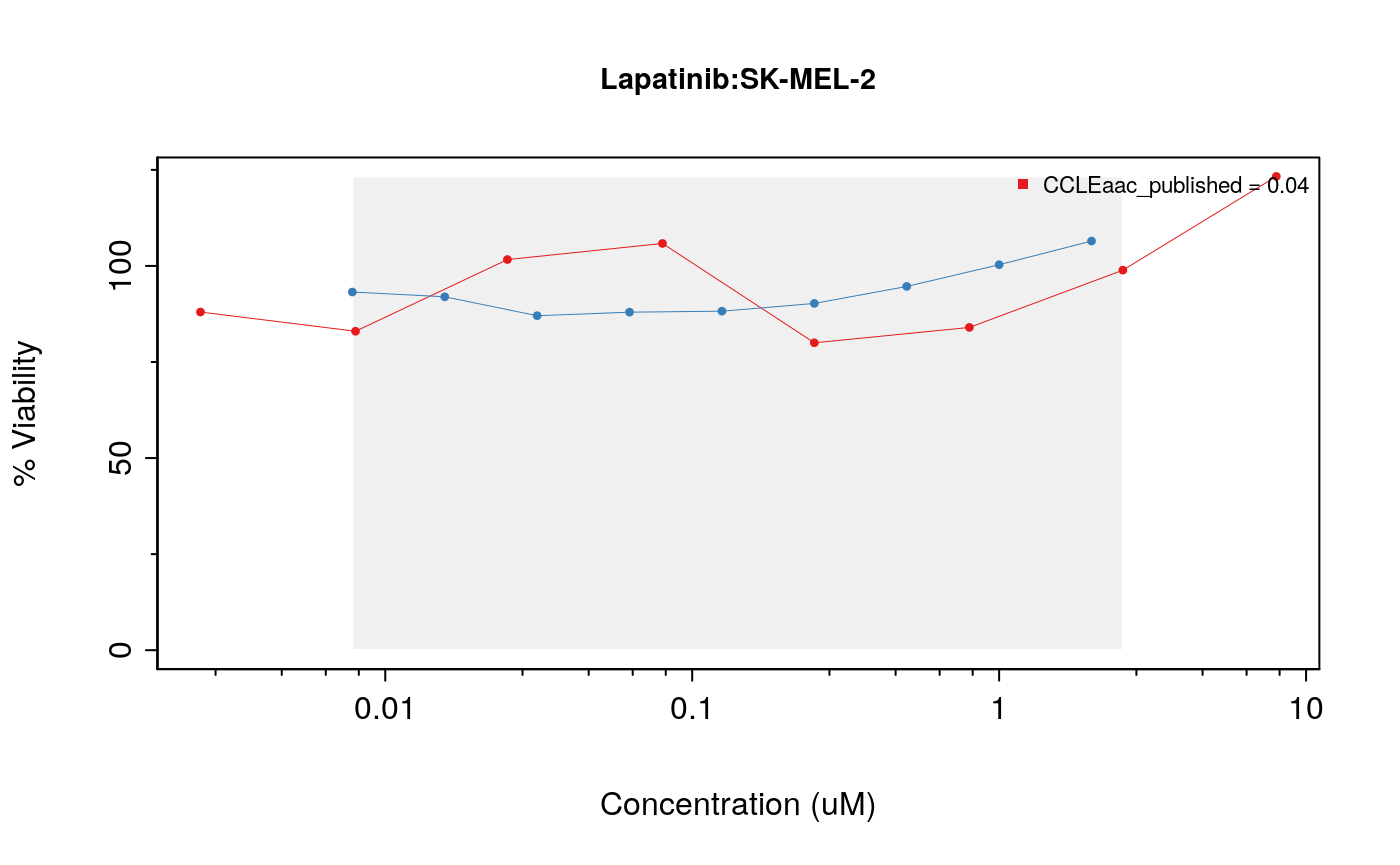 Lapatinib:SK-MEL-2
CCLEaac_published = 0.04
% Viability
100
50
0
0.01
0.1
1
10
Concentration (uM)